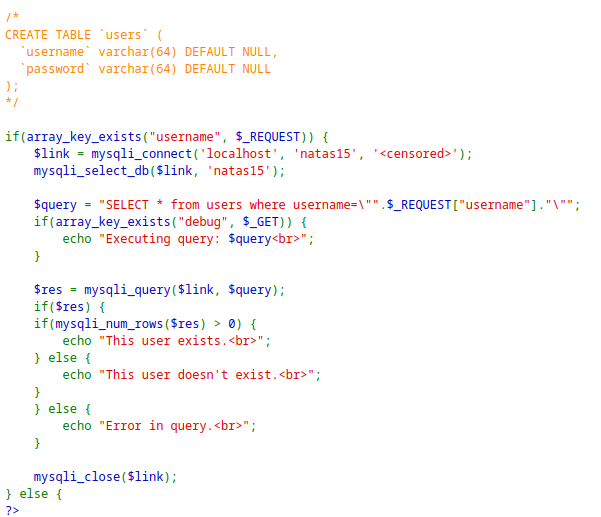 /*
CREATE TABLE `users` (
  `username` varchar(64) DEFAULT NULL,
  `password` varchar(64) DEFAULT NULL
);
*/

if(array_key_exists("username", $_REQUEST)) {
    $link = mysqli_connect('localhost', 'natas15', '<censored>');
    mysqli_select_db($link, 'natas15');

    $query = "SELECT * from users where username=\"".$_REQUEST["username"]."\"";
    if(array_key_exists("debug", $_GET)) {
        echo "Executing query: $query<br>";
    }

    $res = mysqli_query($link, $query);
    if($res) {
    if(mysqli_num_rows($res) > 0) {
        echo "This user exists.<br>";
    } else {
        echo "This user doesn't exist.<br>";
    }
    } else {
        echo "Error in query.<br>";
    }

    mysqli_close($link);
} else {
?>